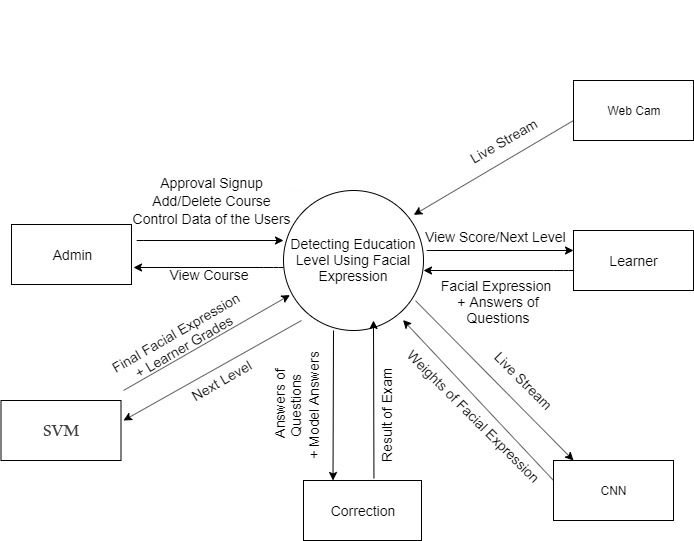 Web Cam
Live Stream
Approval Signup
Add/Delete Course
Control Data of the Users
Admin
View Course
Detecting Education
Level Using Facial
Expression
View Score/Next Level
Learner
Facial Expression
+ Answers of
Questions
Final Facial Expression
+ Learner Grades
Next Level
SVM
Answers of
Questions
+ Model Answers
Result of Exam
Correction
Live Stream
Weights of Facial Expression
CNN